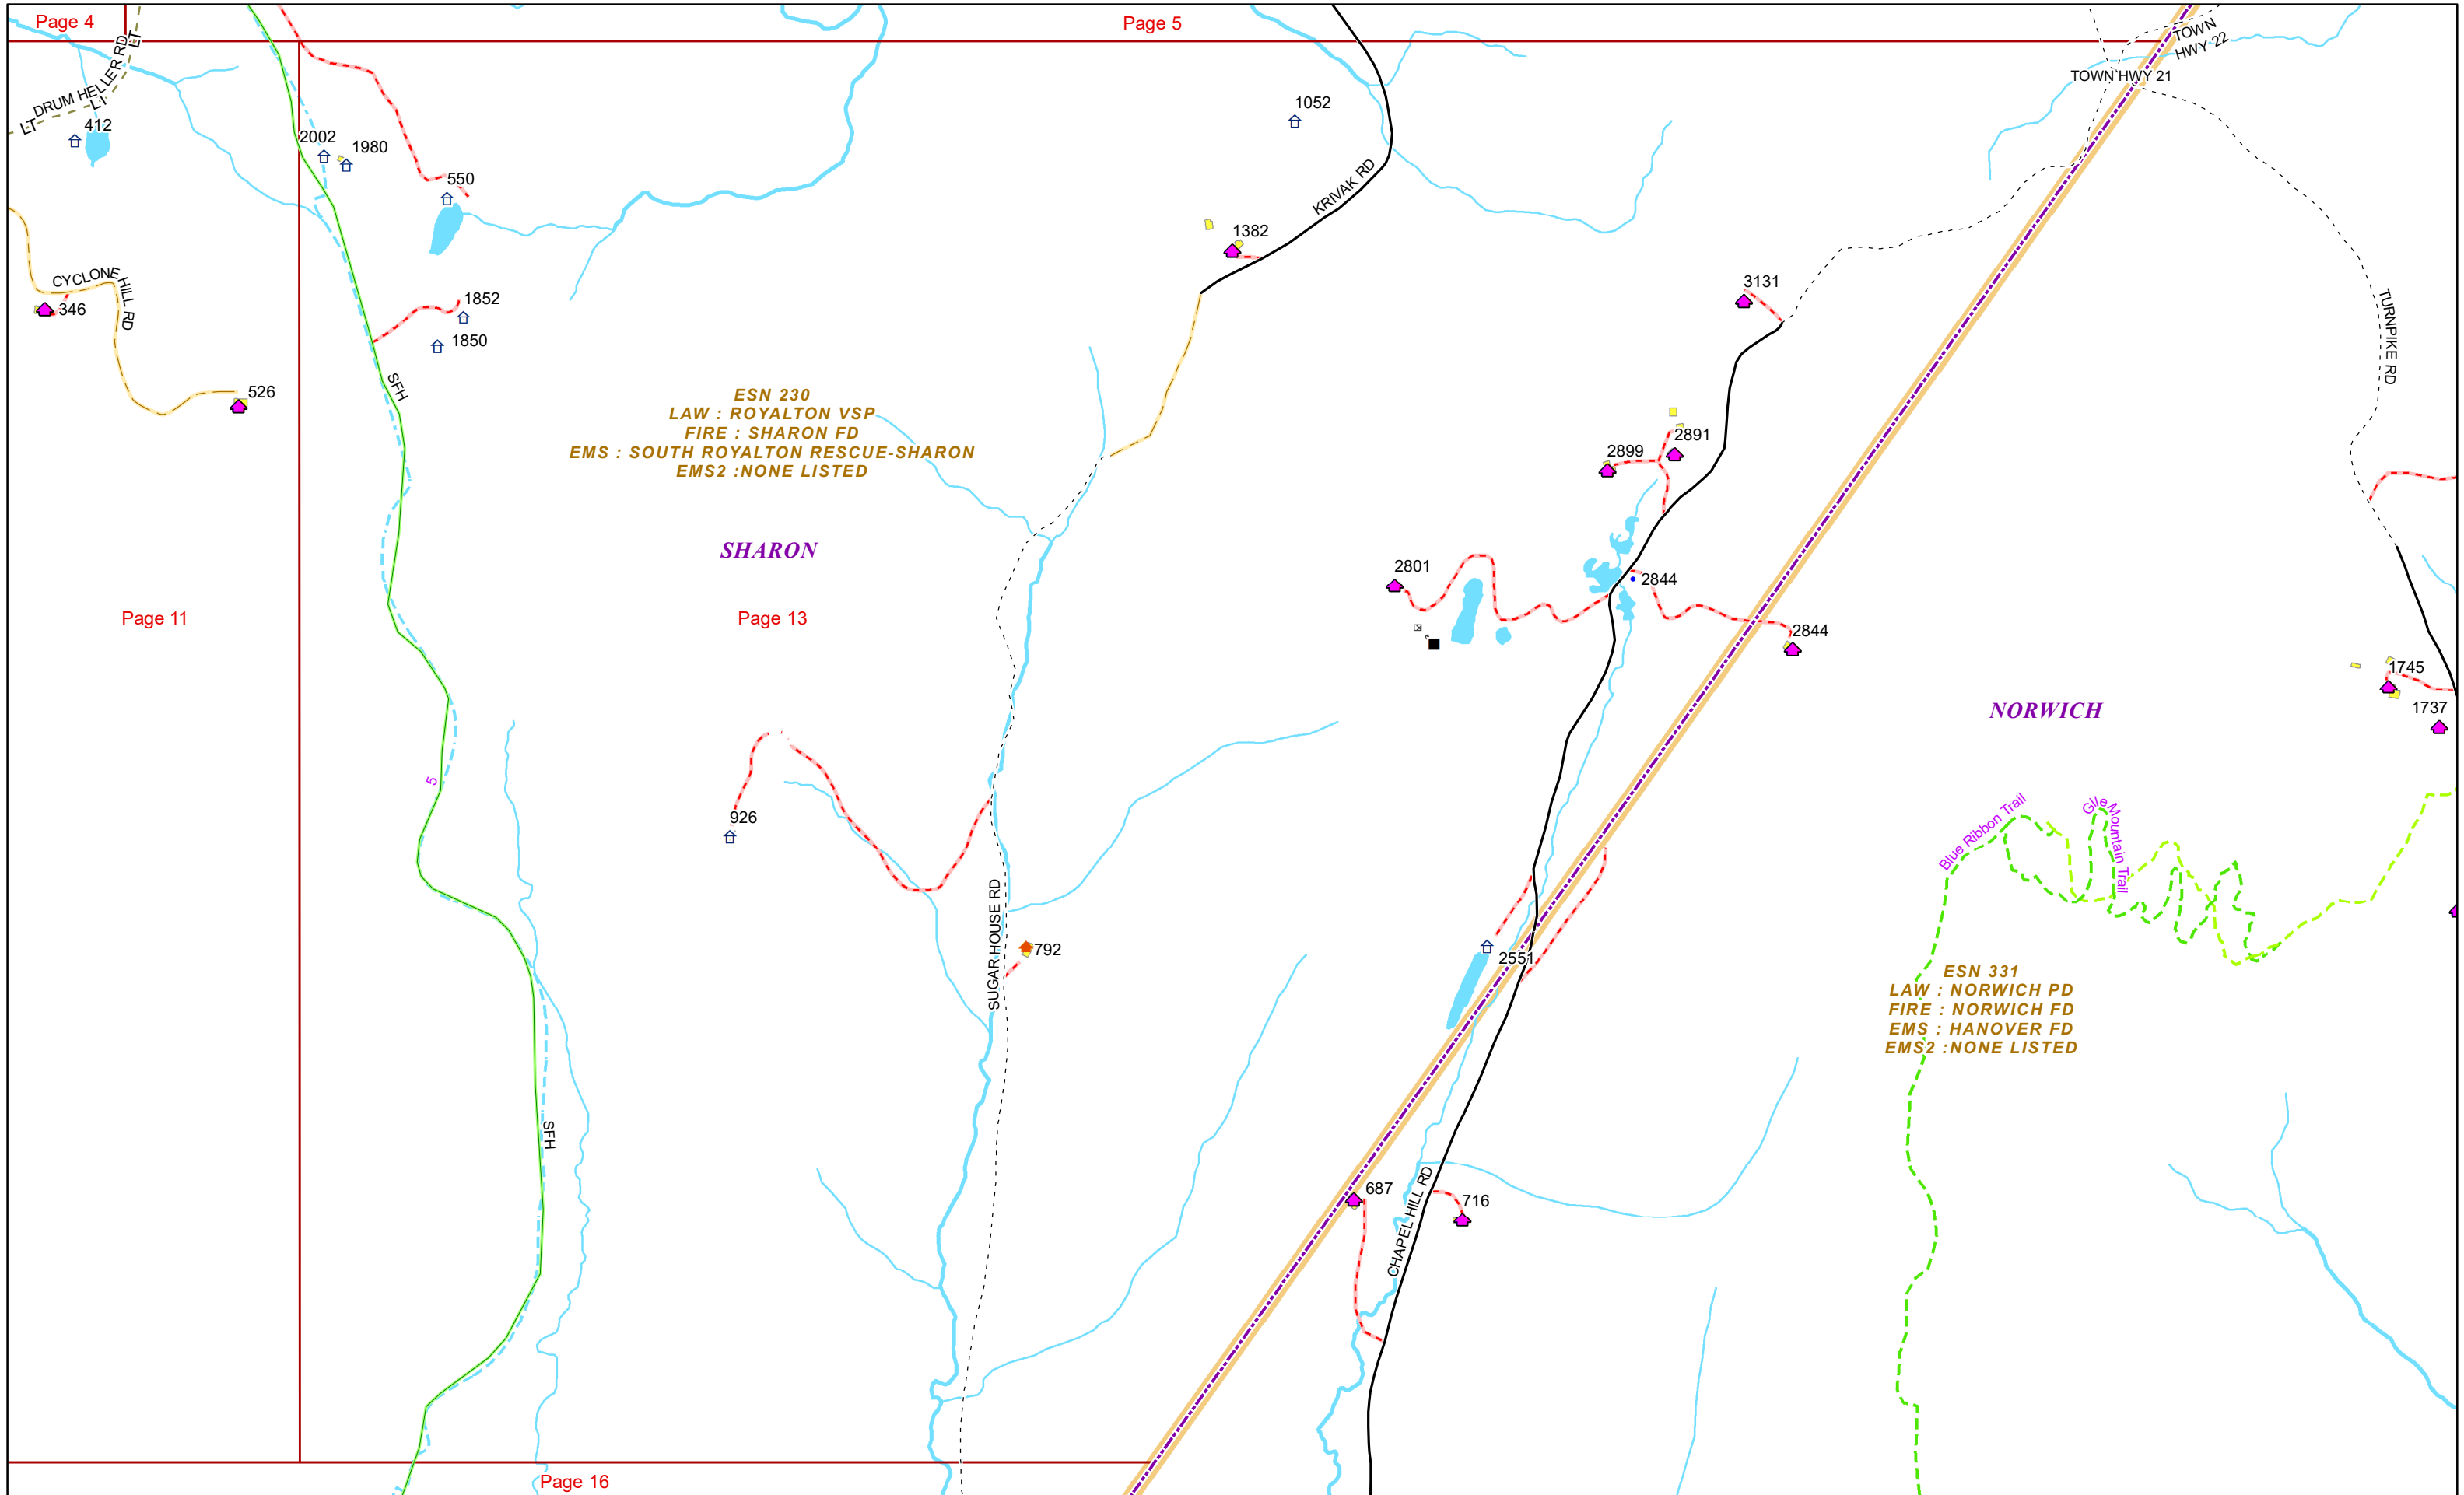 Page 4
Page 5
TOWN
HWY 22
TOWN HWY 21
DRUM HELLER RD
LT
LT
LT
412
2002
1980
550
1052
KRIVAK RD
1382
CYCLONE HILL RD
346
526
1852
1850
SFH
3131
TURNPIKE RD
ESN 230
LAW : ROYALTON VSP
FIRE : SHARON FD
EMS : SOUTH ROYALTON RESCUE-SHARON
EMS2 :NONE LISTED
2891
2899
SHARON
2801
2844
Page 11
Page 13
2844
1745
NORWICH
1737
5
926
Blue Ribbon Trail
Gile Mountain Trail
SUGAR HOUSE RD
792
2551
ESN 331
LAW : NORWICH PD
FIRE : NORWICH FD
EMS : HANOVER FD
EMS2 :NONE LISTED
SFH
687
716
CHAPEL HILL RD
Page 16